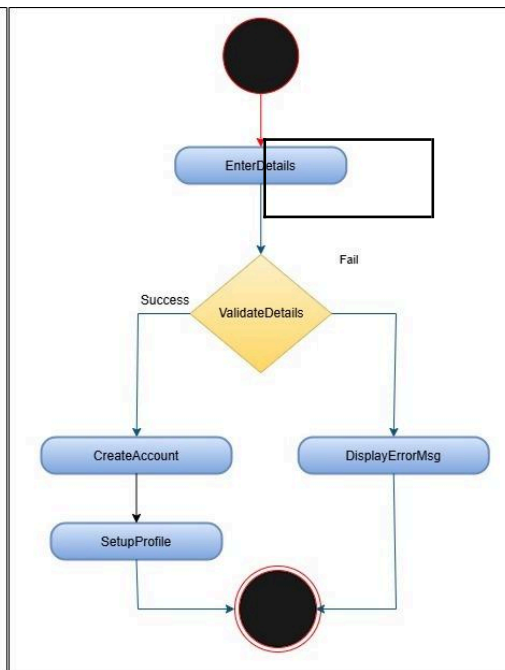 EnterDetails
Fail
Success
ValidateDetails
CreateAccount
DisplayErrorMsg
SetupProfile